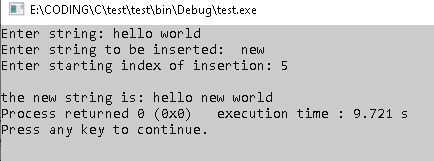 E:\CODING\C\test\test\bin\Debug\test.exe
Enter string: hello world
Enter string to be inserted:  new
Enter starting index of insertion: 5
the new string is: hello new world
Process returned 0 (0x0)   execution time : 9.721 s
Press any key to continue.